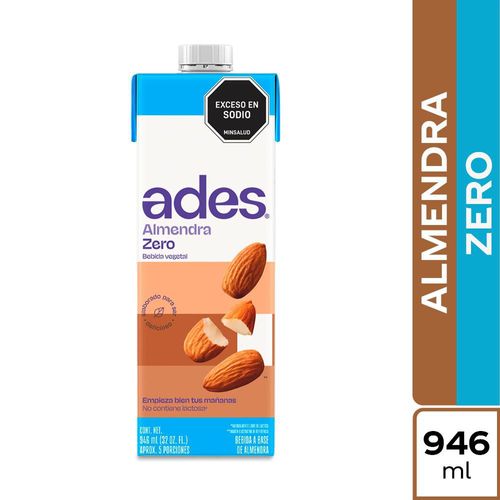 EXCESO EN
SODIO
MINSALUD
ades®
Almendra
Zero
Bebida vegetal
elaborado para ser
delicioso
Empieza bien tus mañanas
No contiene lactosa*
CONT. NET.
946 ml (32 OZ. FL.)
APROX. 5 PORCIONES
BEBIDA A BASE
DE ALMENDRA
ALMENDRA
ZERO
946
ml